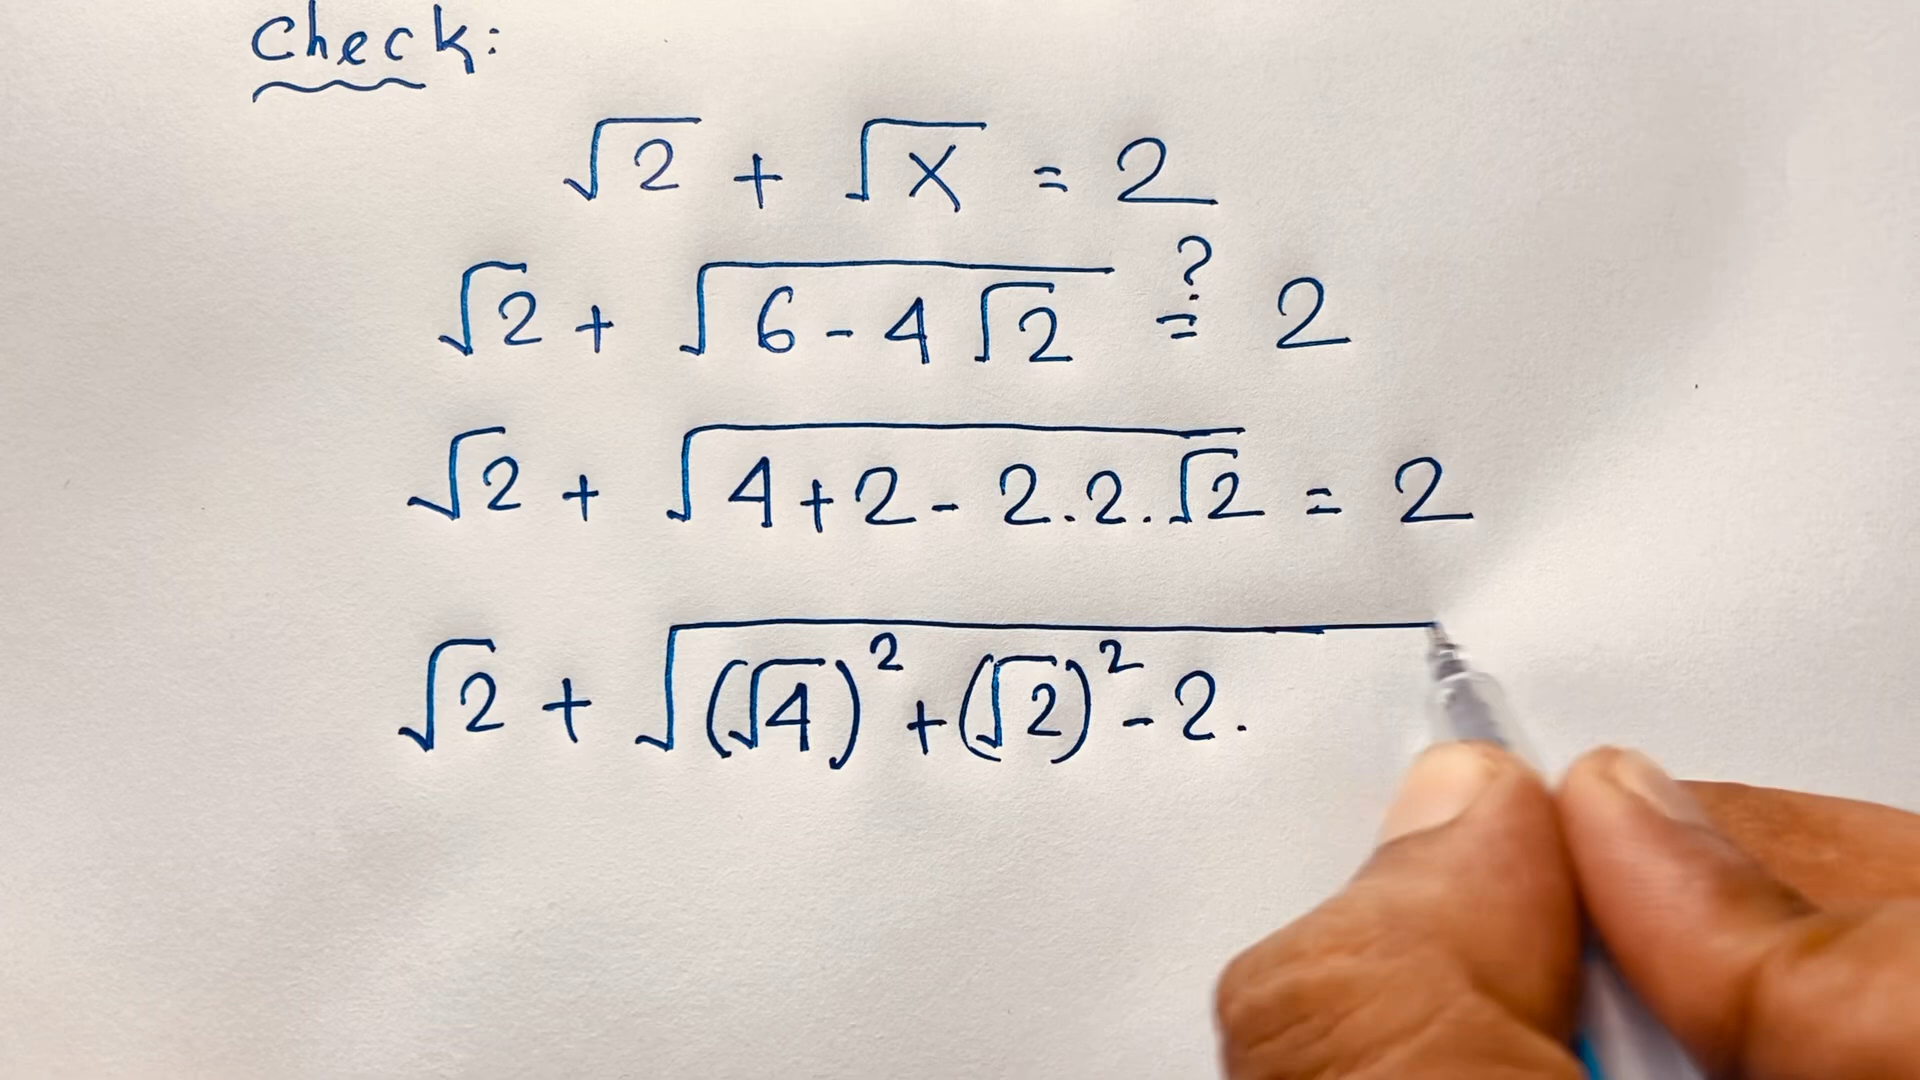 Check:
√2 + √x = 2
√2 + √(6 - 4√2) ≟ 2
√2 + √(4 + 2 - 2.2.√2) = 2
√2 + √((√4)² + (√2)² - 2.